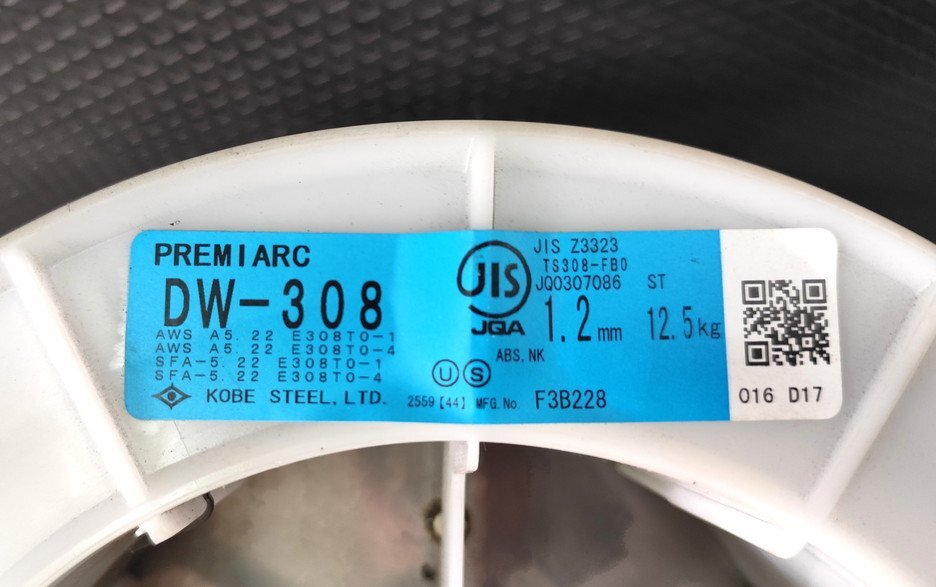 PREMIARC
DW-308
AWS A5.22 E308T0-1
AWS A5.22 E308T0-4
SFA-5.22 E308T0-1
SFA-5.22 E308T0-4
KOBE STEEL, LTD.
JIS
JQA
JIS Z3323
TS308-FB0
JQ0307086 ST
1.2mm 12.5kg
ABS. NK
U S
2559 [44] MFG. No. F3B228
016 D17